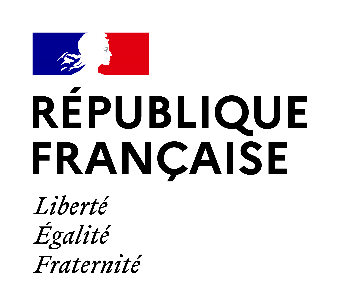 RÉPUBLIQUE
FRANÇAISE
Liberté
Égalité
Fraternité